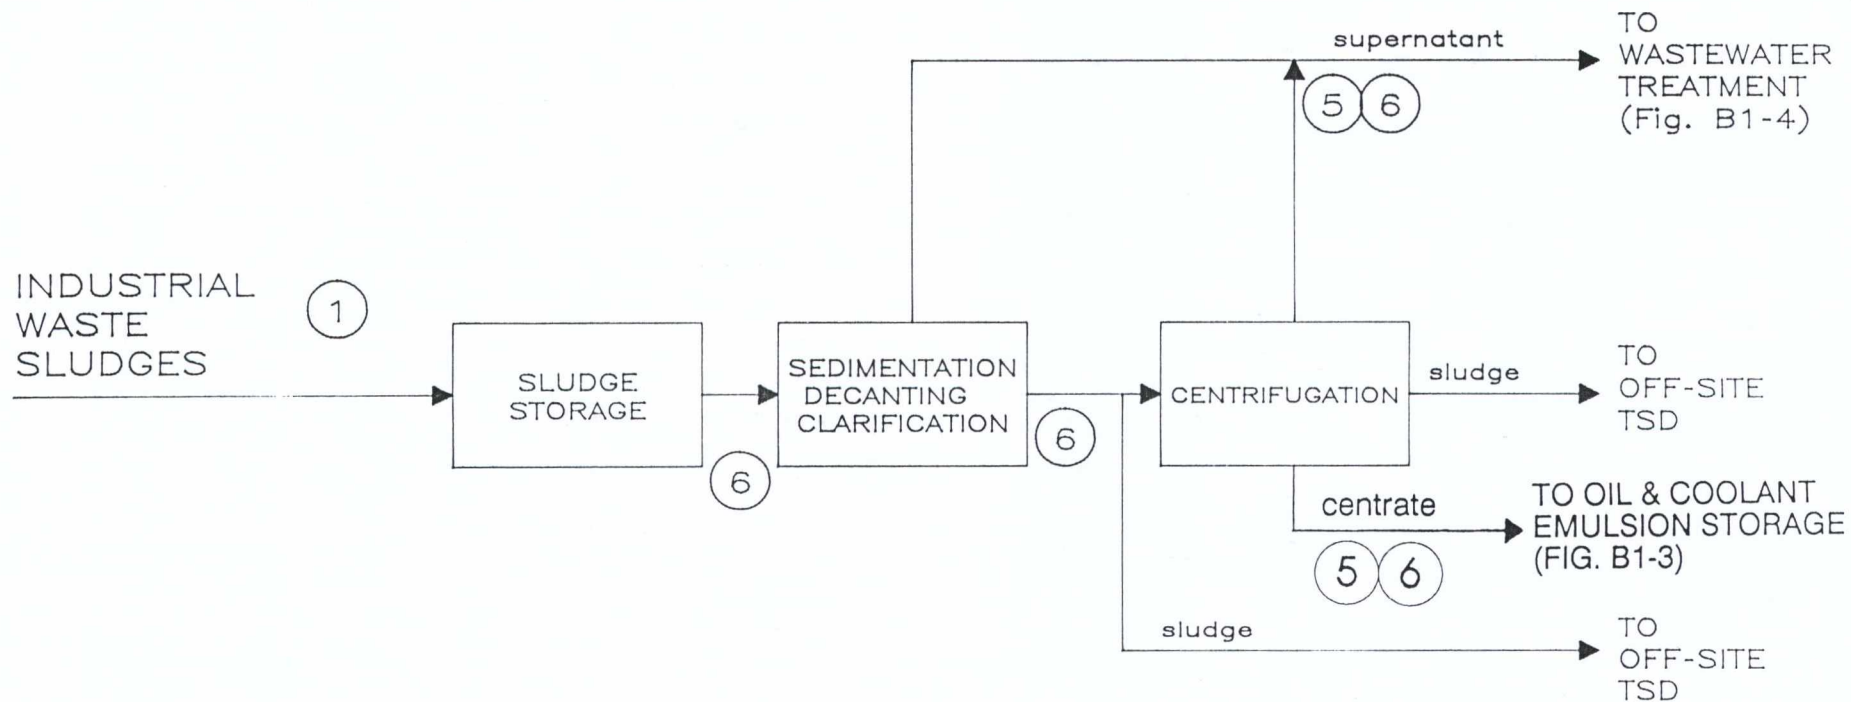 supernatant
TO
WASTEWATER
TREATMENT
(Fig. B1-4)
5 6
INDUSTRIAL
WASTE
SLUDGES
1
SLUDGE
STORAGE
6
SEDIMENTATION
DECANTING
CLARIFICATION
6
CENTRIFUGATION
sludge
TO
OFF-SITE
TSD
centrate
5 6
TO OIL & COOLANT
EMULSION STORAGE
(FIG. B1-3)
sludge
TO
OFF-SITE
TSD